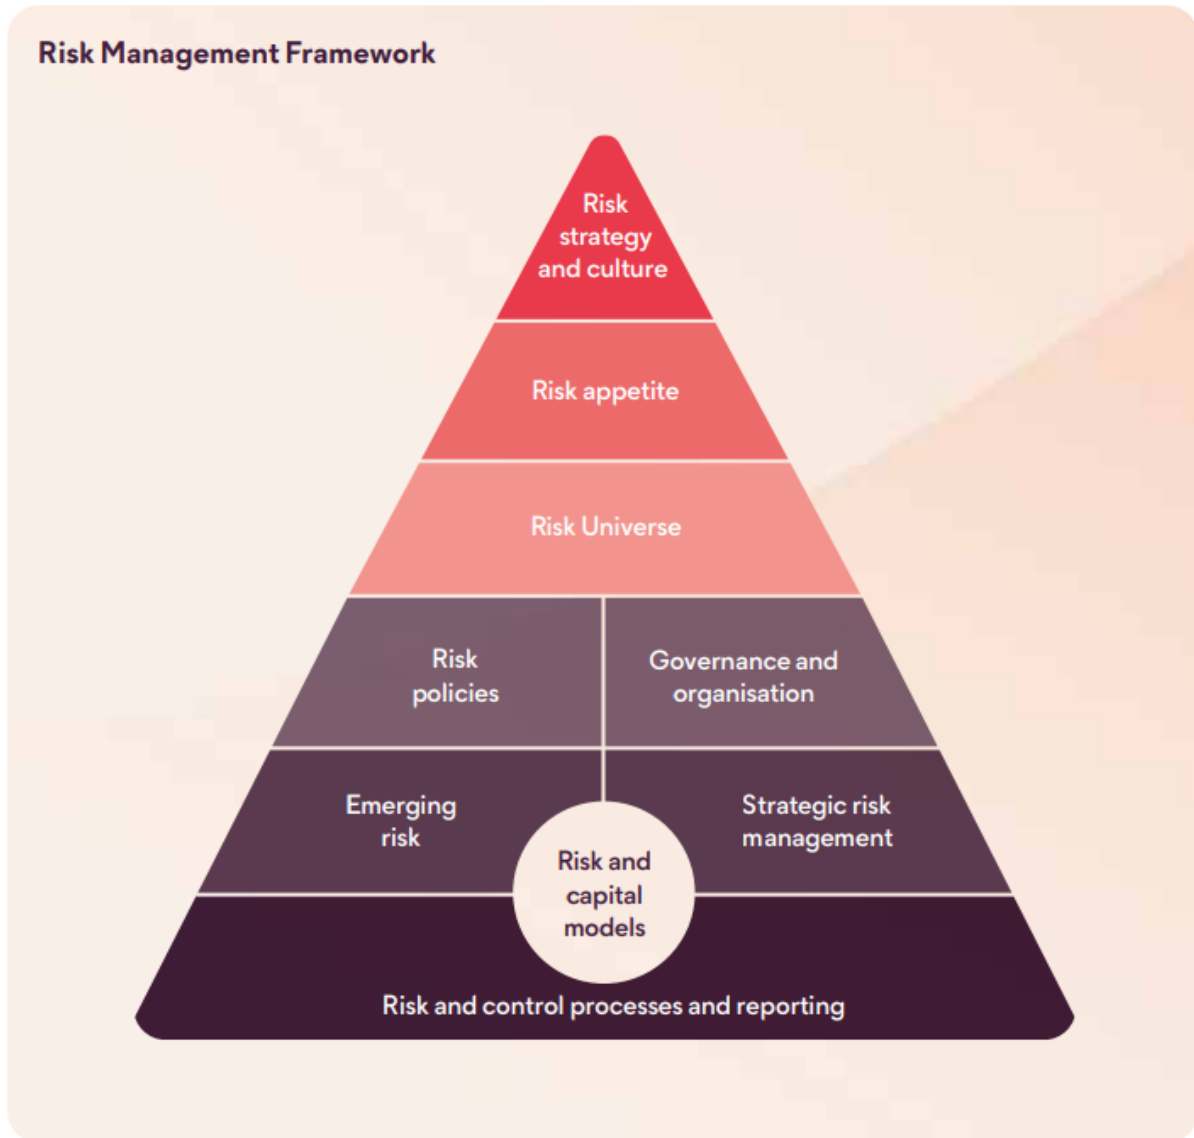 Risk Management Framework
Risk
strategy
and culture
Risk appetite
Risk Universe
Risk
policies
Governance and
organisation
Emerging
risk
Strategic risk
management
Risk and
capital
models
Risk and control processes and reporting